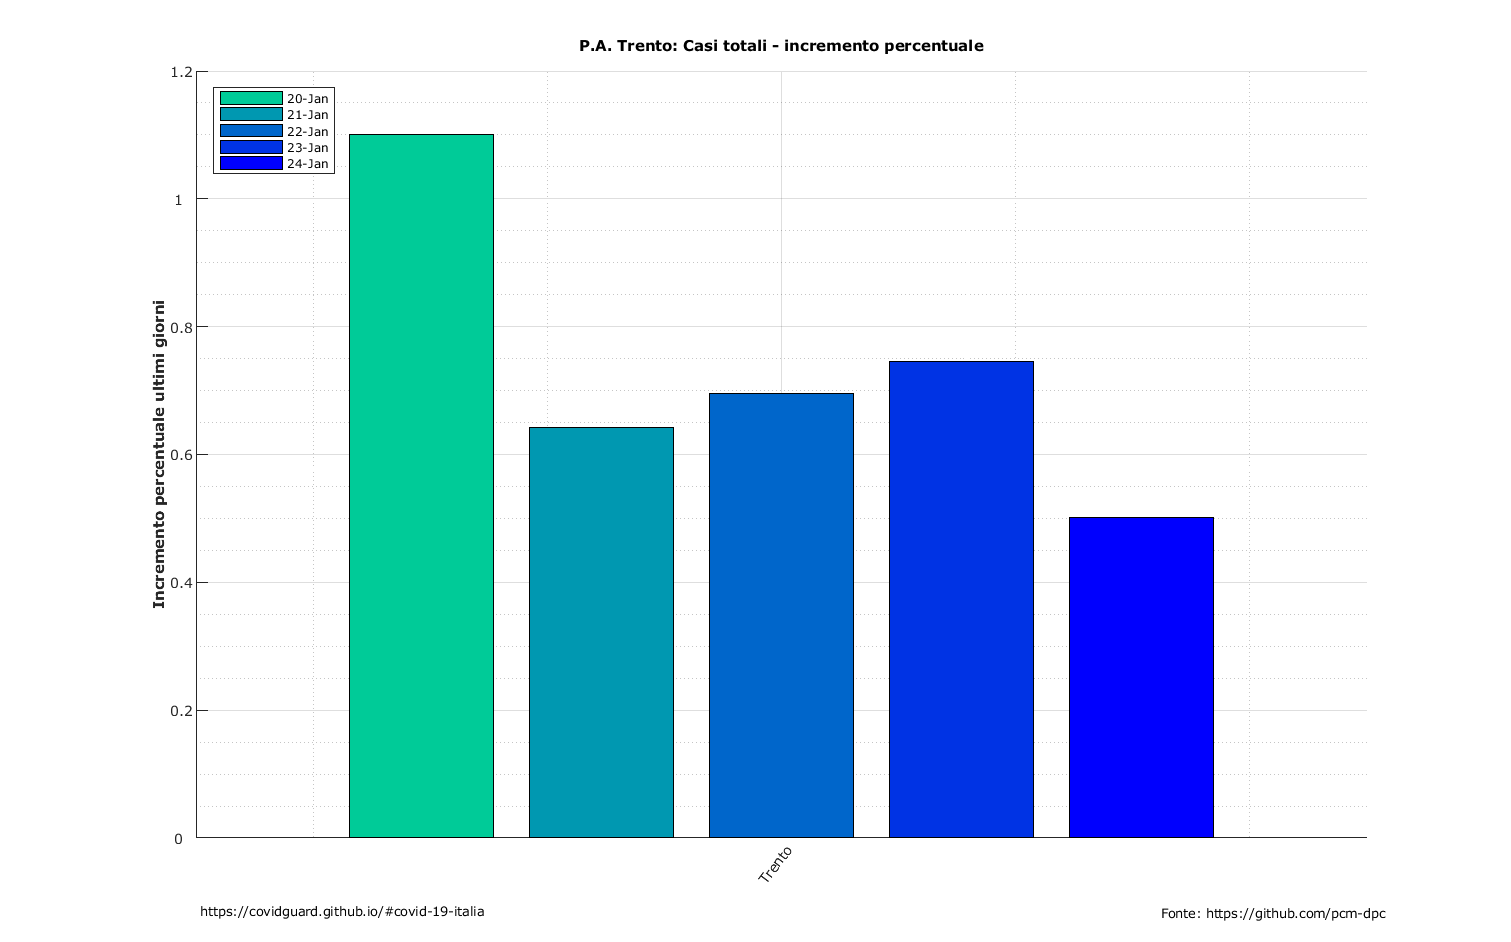 P.A. Trento: Casi totali - incremento percentuale
1.2
1
0.8
0.6
0.4
0.2
0
Incremento percentuale ultimi giorni
20-Jan
21-Jan
22-Jan
23-Jan
24-Jan
Trento
https://covidguard.github.io/#covid-19-italia
Fonte: https://github.com/pcm-dpc